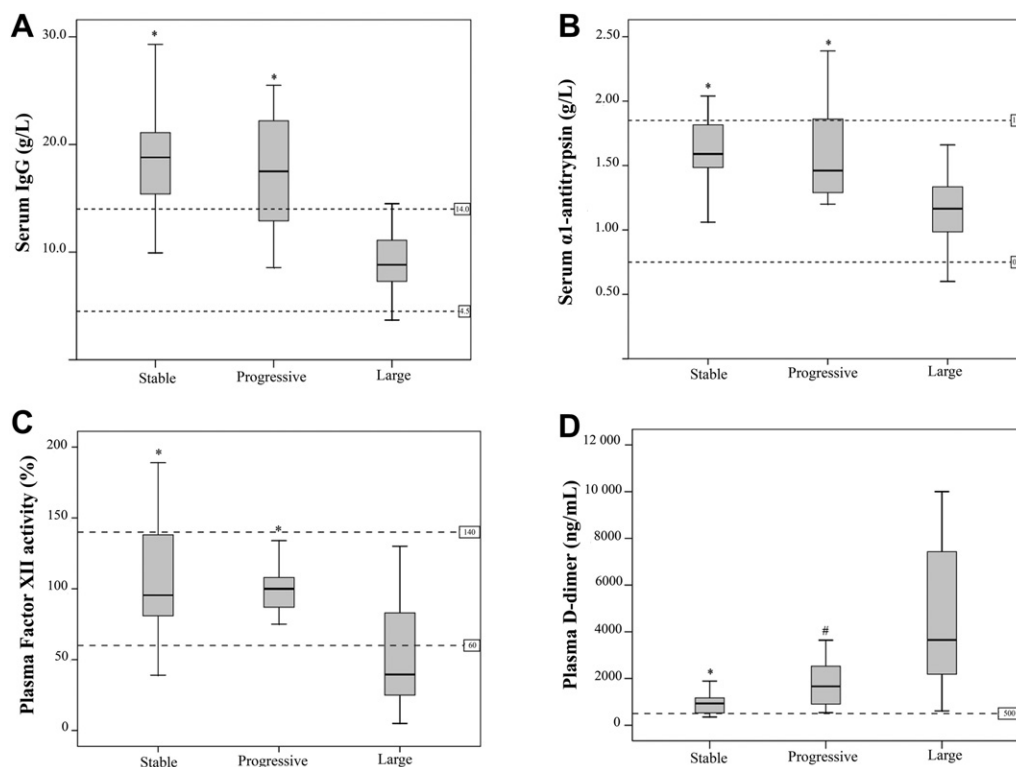 A
Serum IgG (g/L)
30.0
20.0
10.0
14.0
4.5
*
*
Stable Progressive Large
B
Serum α1-antitrypsin (g/L)
2.50
2.00
1.50
1.00
0.50
*
*
Stable Progressive Large
C
Plasma Factor XII activity (%)
200
150
100
50
0
140
60
*
*
Stable Progressive Large
D
Plasma D-dimer (ng/mL)
12 000
10 000
8000
6000
4000
2000
0
500
*
#
Stable Progressive Large